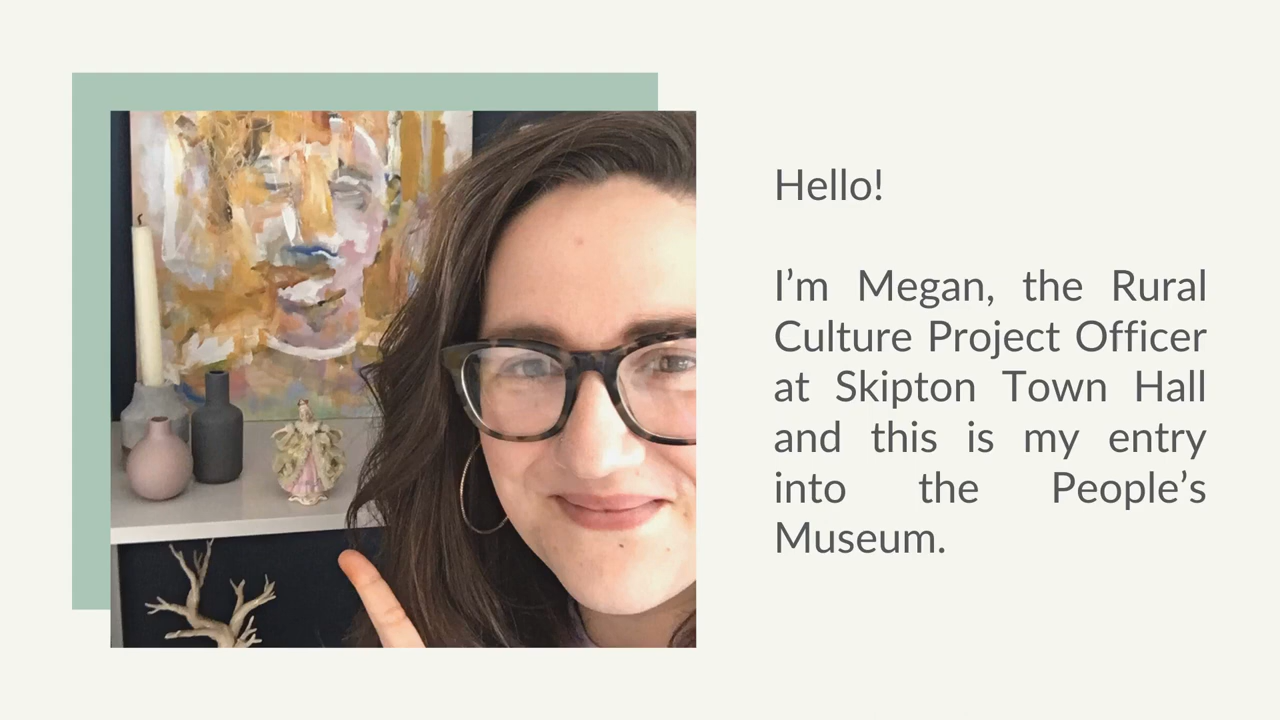 Hello!
I’m Megan, the Rural
Culture Project Officer
at Skipton Town Hall
and this is my entry
into the People’s
Museum.